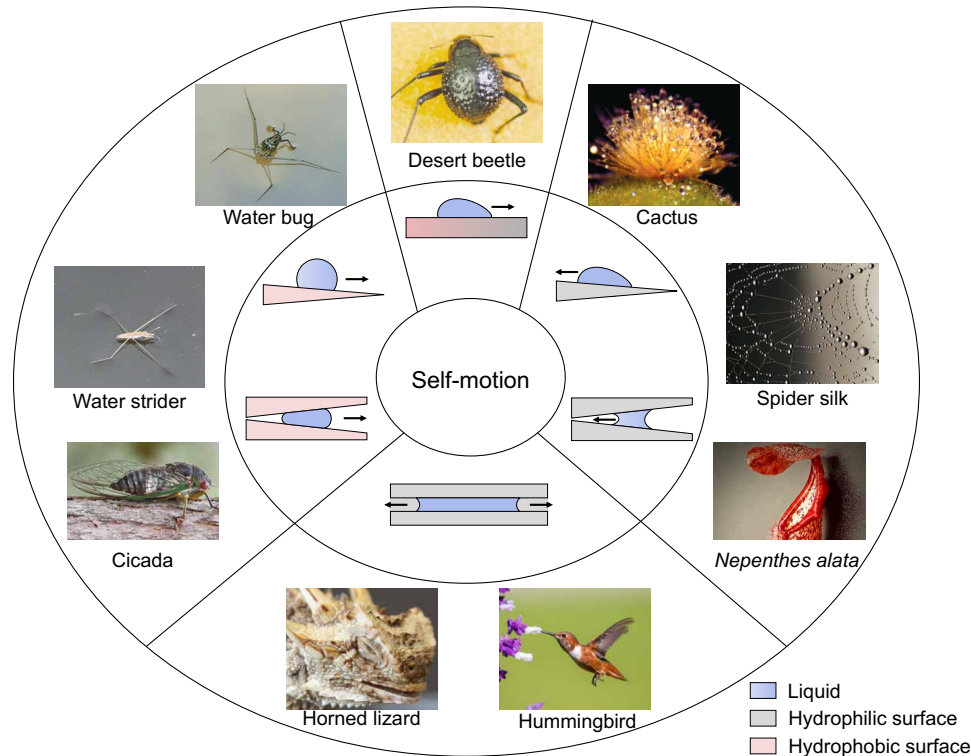 Desert beetle
Water bug
Cactus
Self-motion
Water strider
Spider silk
Cicada
Nepenthes alata
Horned lizard
Hummingbird
Liquid
Hydrophilic surface
Hydrophobic surface